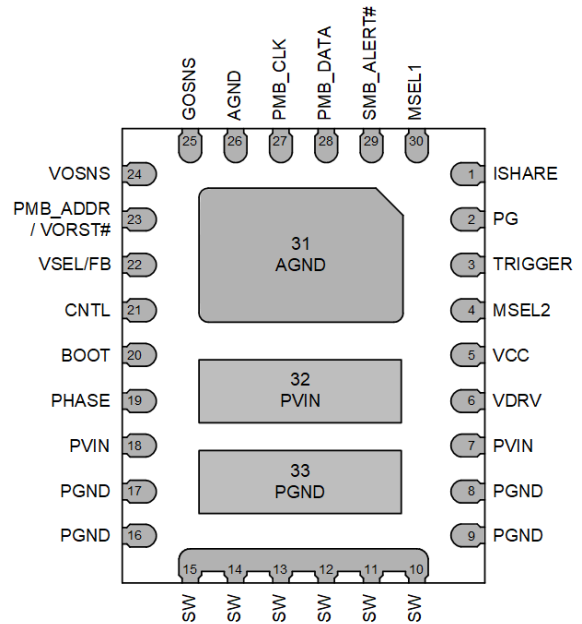 GOSNS
AGND
PMB_CLK
PMB_DATA
SMB_ALERT#
MSEL1
25
26
27
28
29
30
VOSNS 24
PMB_ADDR
/ VORST# 23
VSEL/FB 22
CNTL 21
BOOT 20
PHASE 19
PVIN 18
PGND 17
PGND 16
31
AGND
32
PVIN
33
PGND
1 ISHARE
2 PG
3 TRIGGER
4 MSEL2
5 VCC
6 VDRV
7 PVIN
8 PGND
9 PGND
15
14
13
12
11
10
SW
SW
SW
SW
SW
SW